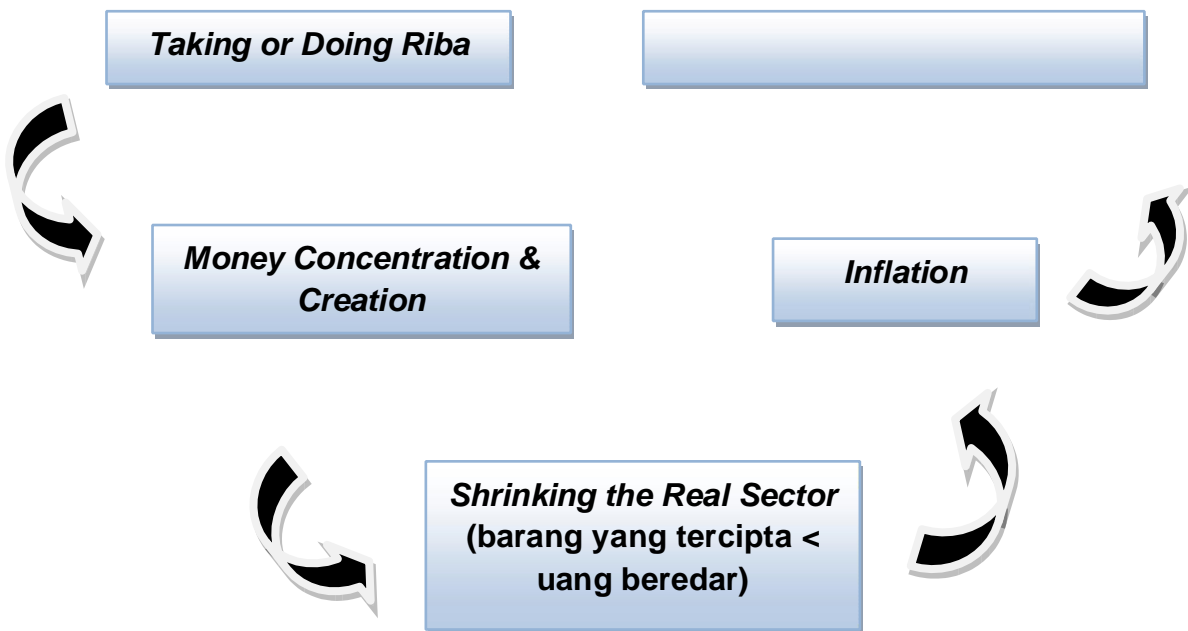 Taking or Doing Riba
Money Concentration &
Creation
Inflation
Shrinking the Real Sector
(barang yang tercipta <
uang beredar)